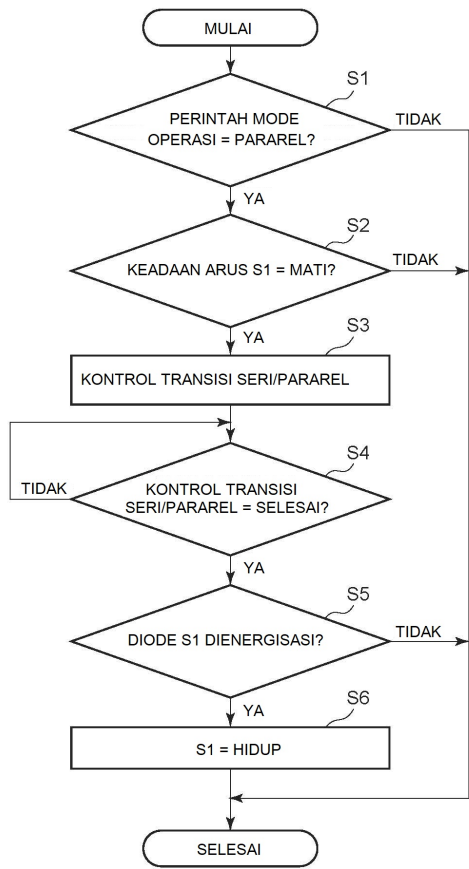 MULAI
S1
PERINTAH MODE
OPERASI = PARAREL?
TIDAK
YA
S2
KEADAAN ARUS S1 = MATI?
TIDAK
YA
S3
KONTROL TRANSISI SERI/PARAREL
S4
KONTROL TRANSISI
SERI/PARAREL = SELESAI?
TIDAK
YA
S5
DIODE S1 DIENERGISASI?
TIDAK
YA
S6
S1 = HIDUP
SELESAI